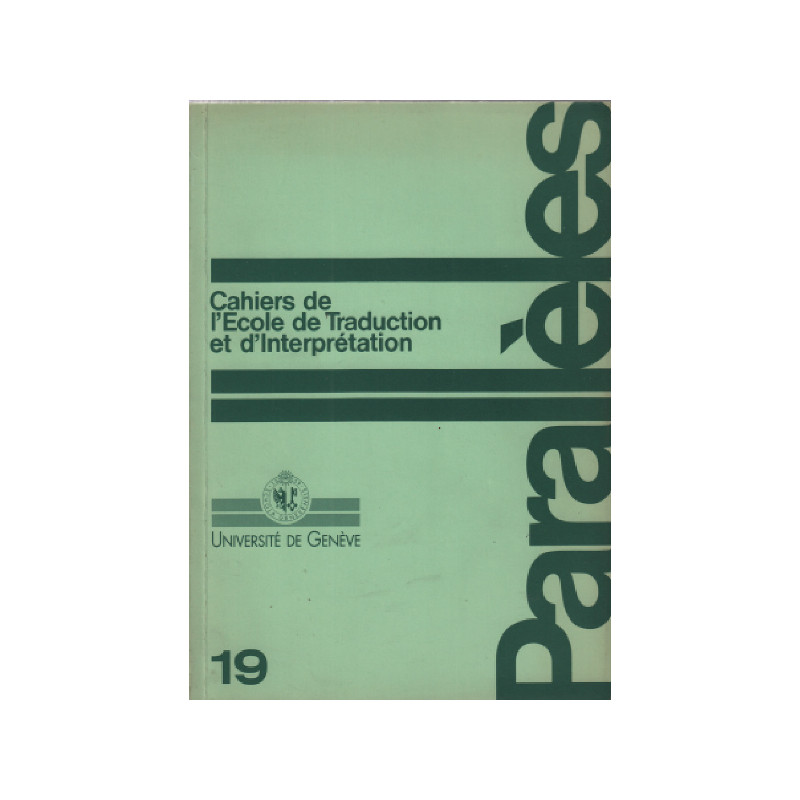 Parallèles
Cahiers de
l'Ecole de Traduction
et d'Interprétation
UNIVERSITÉ DE GENÈVE
19